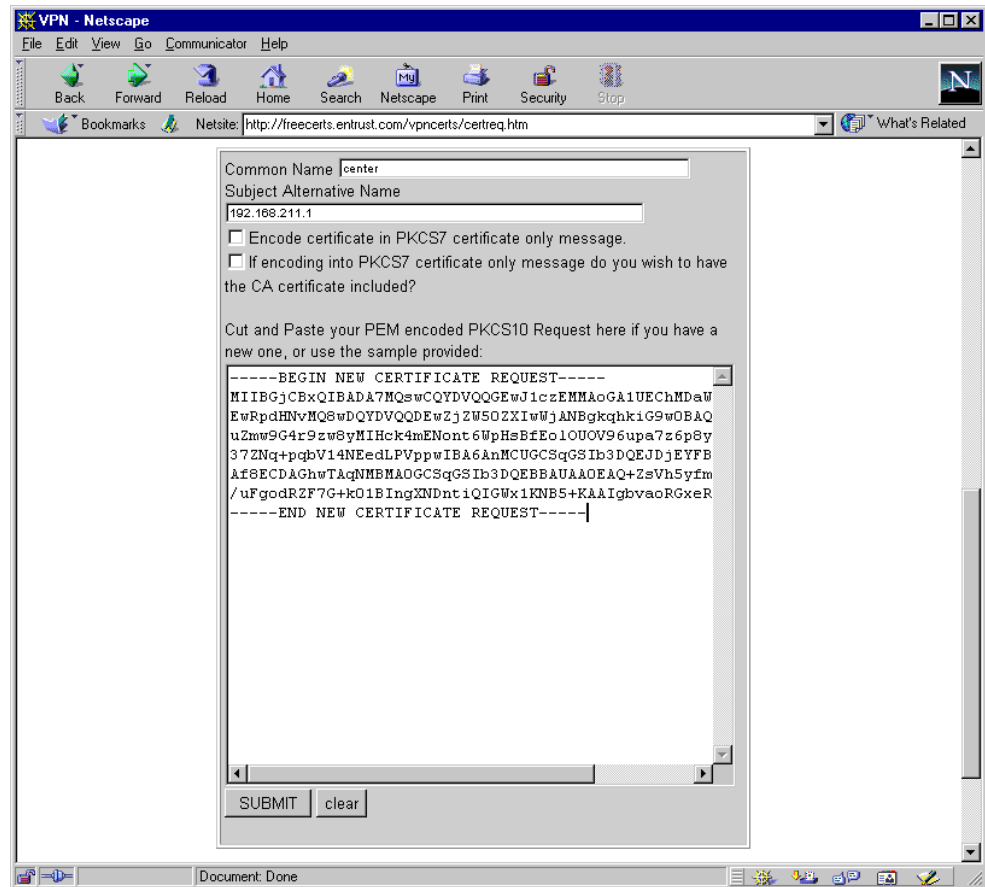 VPN - Netscape
File Edit View Go Communicator Help
Back Forward Reload Home Search Netscape Print Security Stop
My
N
Bookmarks Netsite: http://freecerts.entrust.com/vpncerts/certreq.htm What's Related
Common Name center
Subject Alternative Name
192.168.211.1
Encode certificate in PKCS7 certificate only message.
If encoding into PKCS7 certificate only message do you wish to have
the CA certificate included?
Cut and Paste your PEM encoded PKCS10 Request here if you have a
new one, or use the sample provided:
-----BEGIN NEW CERTIFICATE REQUEST-----
MIIBGjCBxQIBADA7MQswCQYDVQQGEwJ1czEMMAoGA1UEChMDaW
EwRpdHNvMQ8wDQYDVQQDEwZjZW50ZXIwWjANBgkqhkiG9w0BAQ
uZmw9G4r9zw8yMIHck4mENont6WpHsBfEo1OUOV96upa7z6p8y
37ZNq+pqbV14NEedLPVppwIBA6AnMCUGCSqGSIb3DQEJDjEYFB
Af8ECDAGhwTAqNMBMA0GCSqGSIb3DQEBBAUAA0EAQ+ZsVh5yfm
/uFgodRZF7G+kO1BIngXNDntiQIGWx1KNB5+KAAIgbvaoRGxeR
-----END NEW CERTIFICATE REQUEST-----
SUBMIT clear
Document: Done